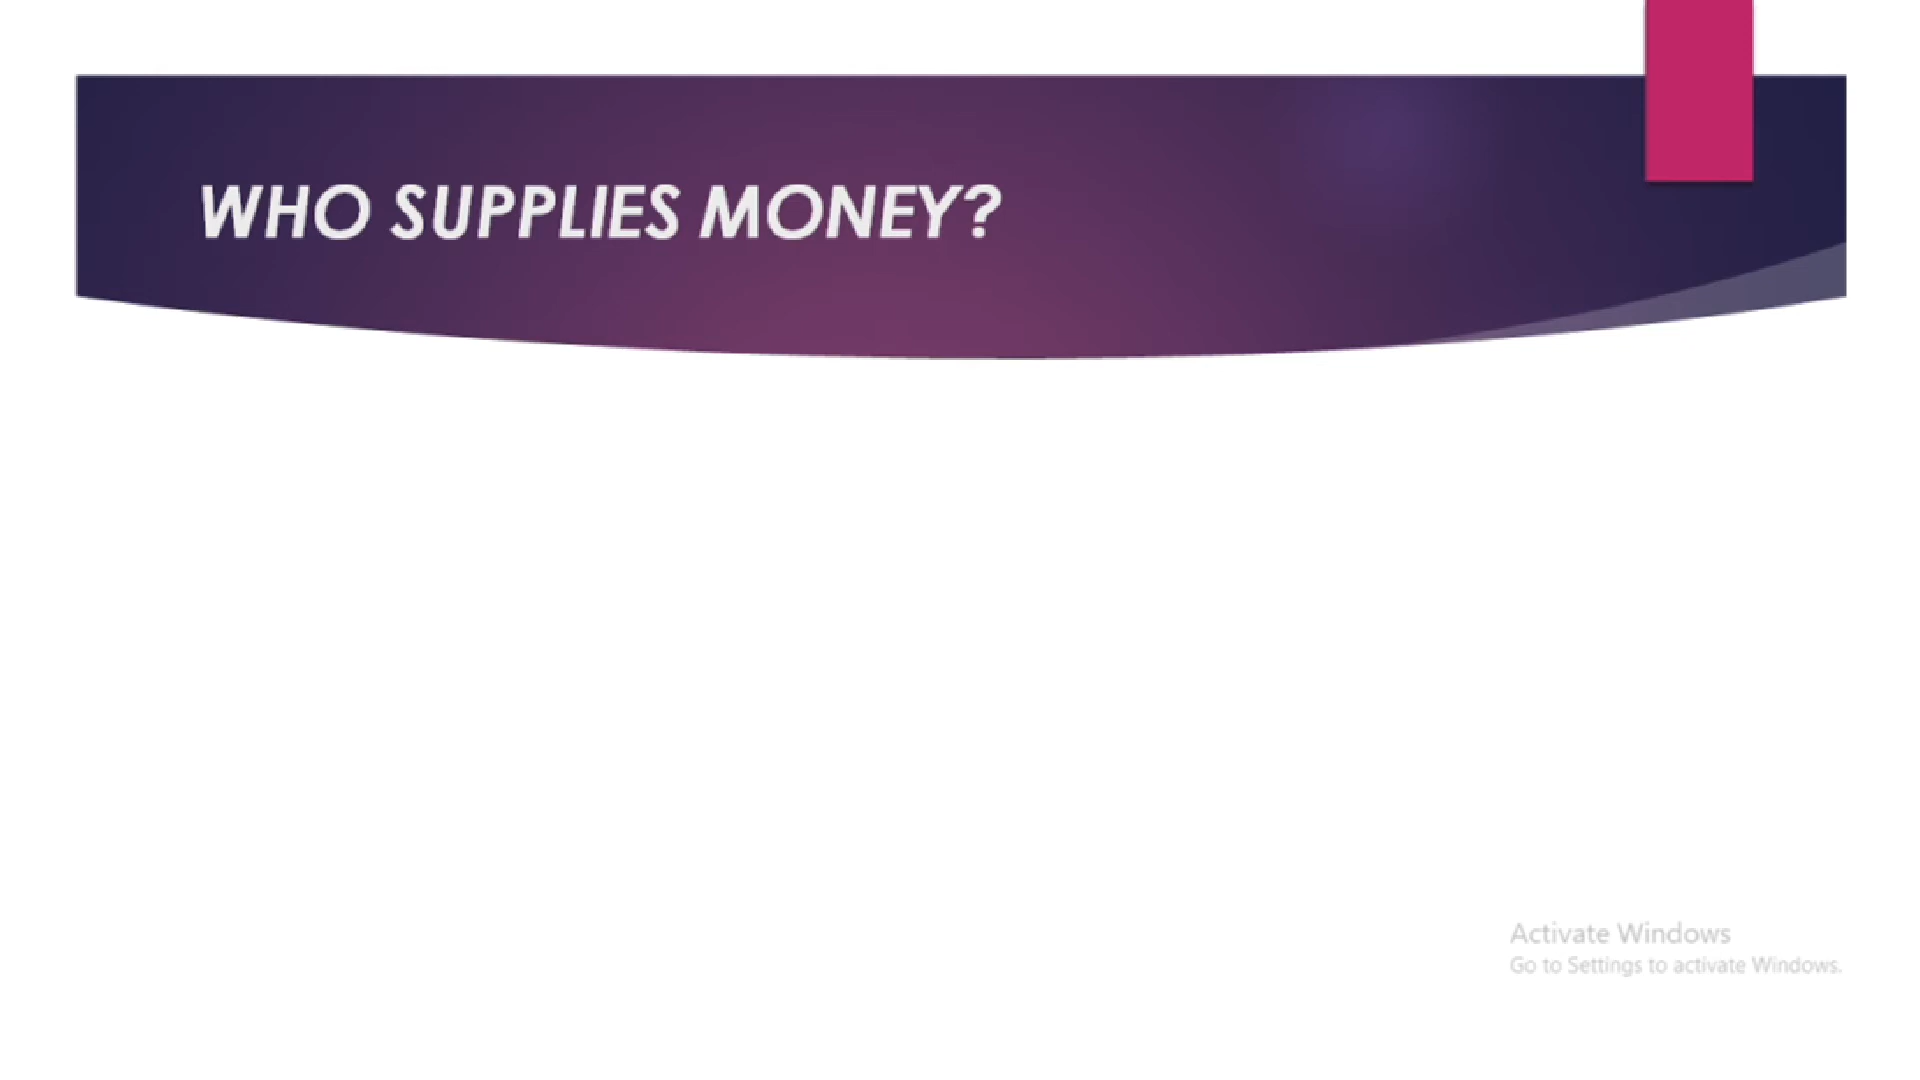 WHO SUPPLIES MONEY?
Activate Windows
Go to Settings to activate Windows.